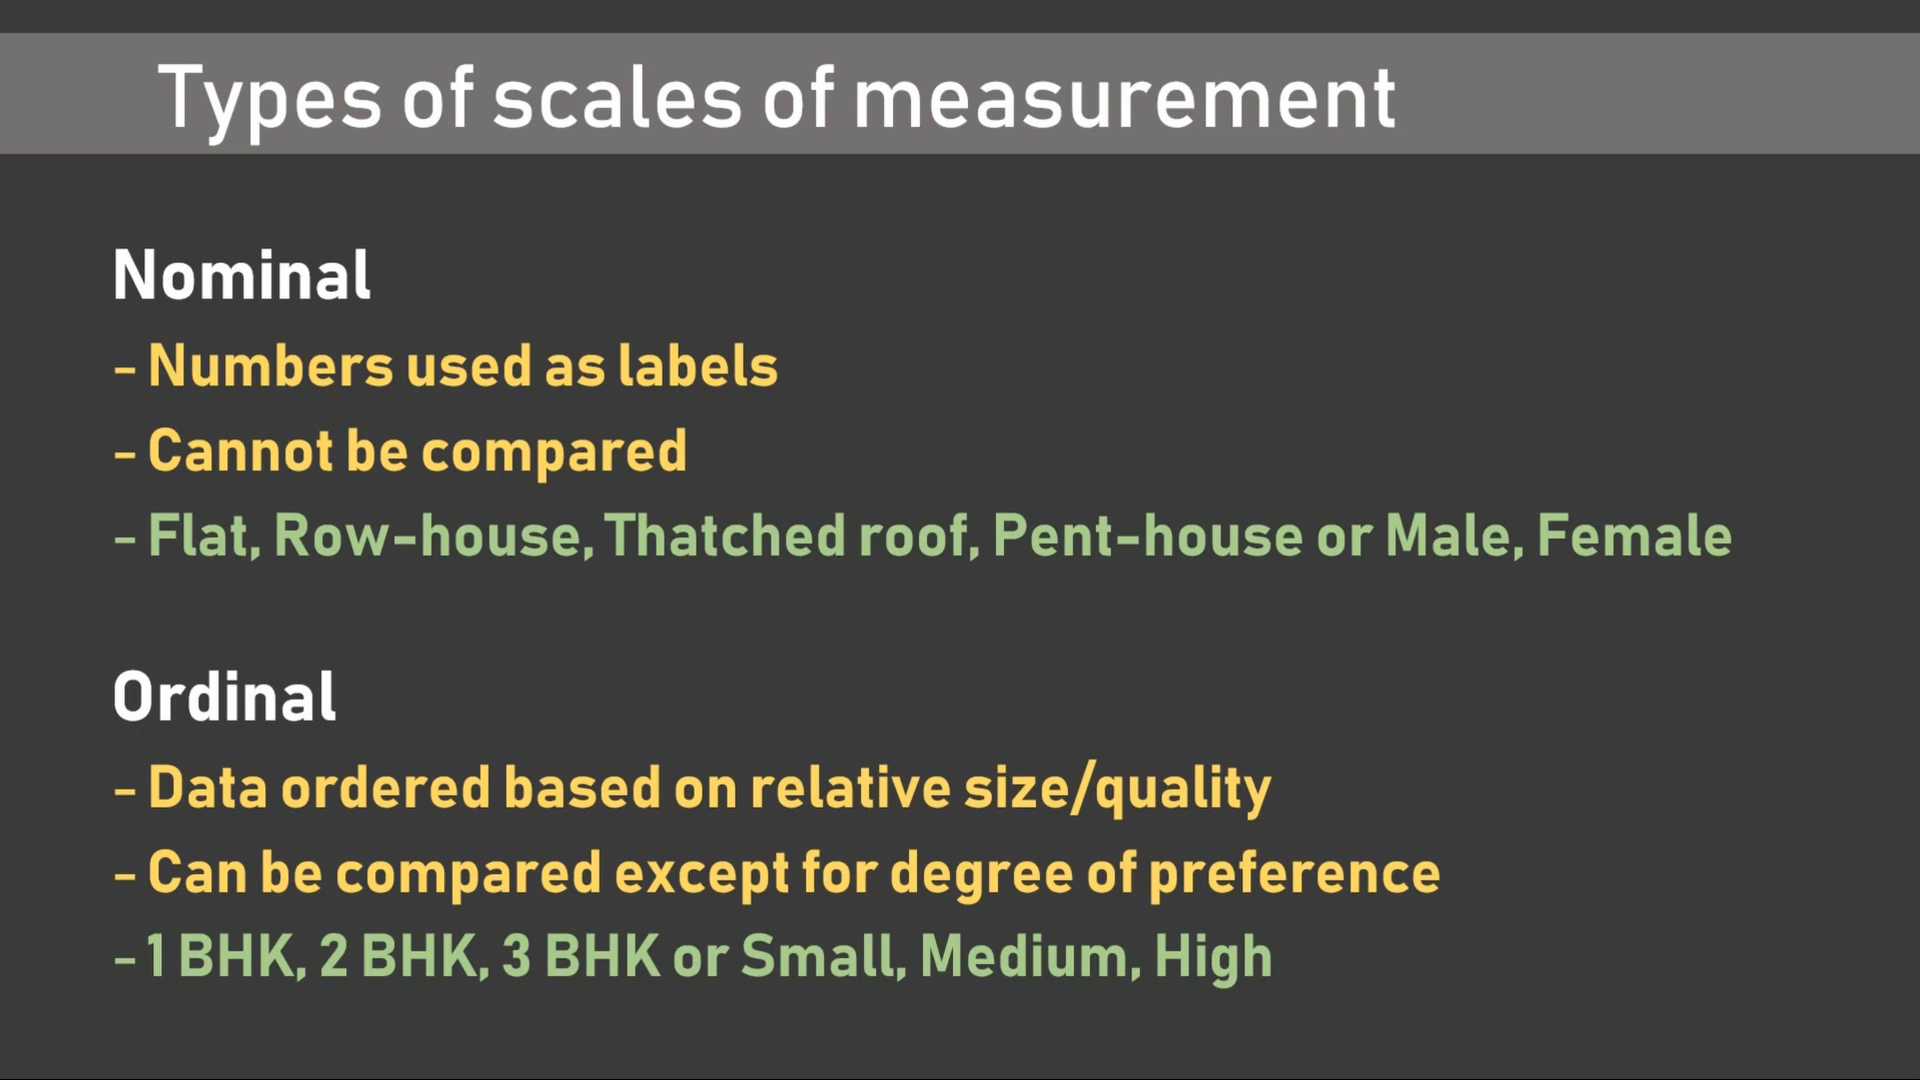 Types of scales of measurement
Nominal
- Numbers used as labels
- Cannot be compared
- Flat, Row-house, Thatched roof, Pent-house or Male, Female
Ordinal
- Data ordered based on relative size/quality
- Can be compared except for degree of preference
- 1 BHK, 2 BHK, 3 BHK or Small, Medium, High